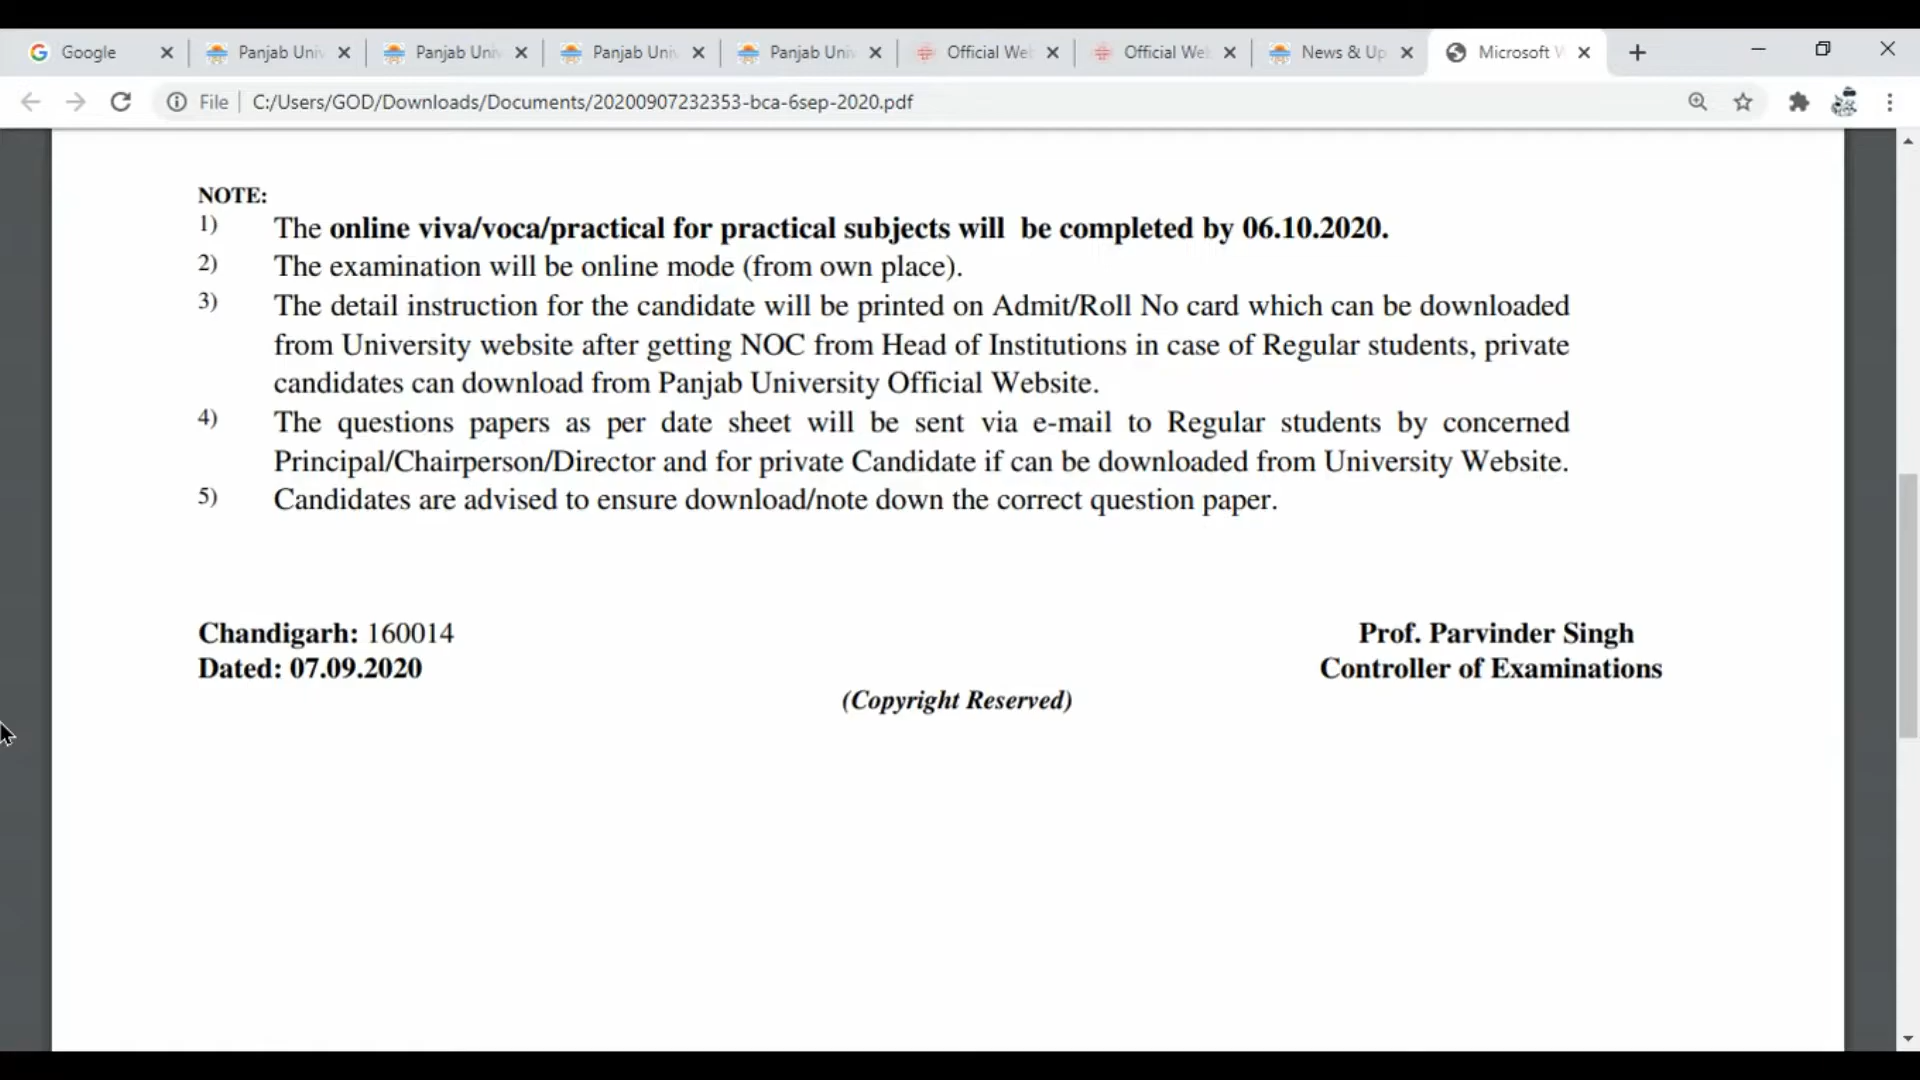 Google
Panjab Univ
Panjab Univ
Panjab Univ
Panjab Univ
Official We
Official We
News & Up
Microsoft W
File
C:/Users/GOD/Downloads/Documents/20200907232353-bca-6sep-2020.pdf
NOTE:
1) The online viva/voca/practical for practical subjects will be completed by 06.10.2020.
2) The examination will be online mode (from own place).
3) The detail instruction for the candidate will be printed on Admit/Roll No card which can be downloaded
from University website after getting NOC from Head of Institutions in case of Regular students, private
candidates can download from Panjab University Official Website.
4) The questions papers as per date sheet will be sent via e-mail to Regular students by concerned
Principal/Chairperson/Director and for private Candidate if can be downloaded from University Website.
5) Candidates are advised to ensure download/note down the correct question paper.
Chandigarh: 160014
Prof. Parvinder Singh
Dated: 07.09.2020
Controller of Examinations
(Copyright Reserved)